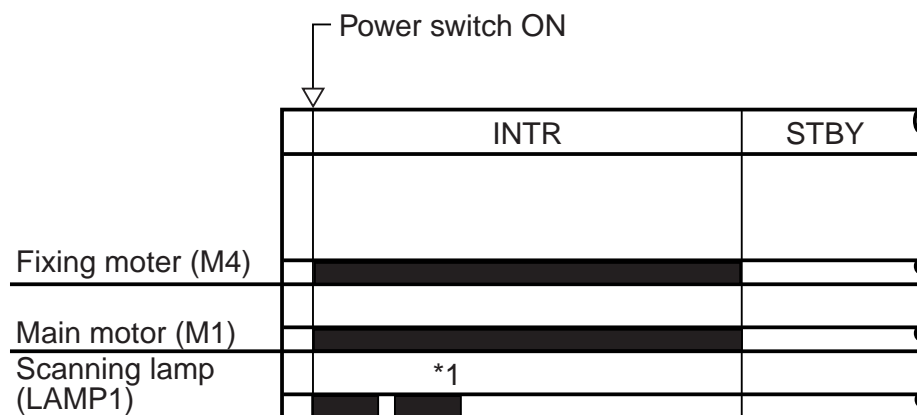 Power switch ON
INTR STBY
Fixing moter (M4)
Main motor (M1)
Scanning lamp *1
(LAMP1)